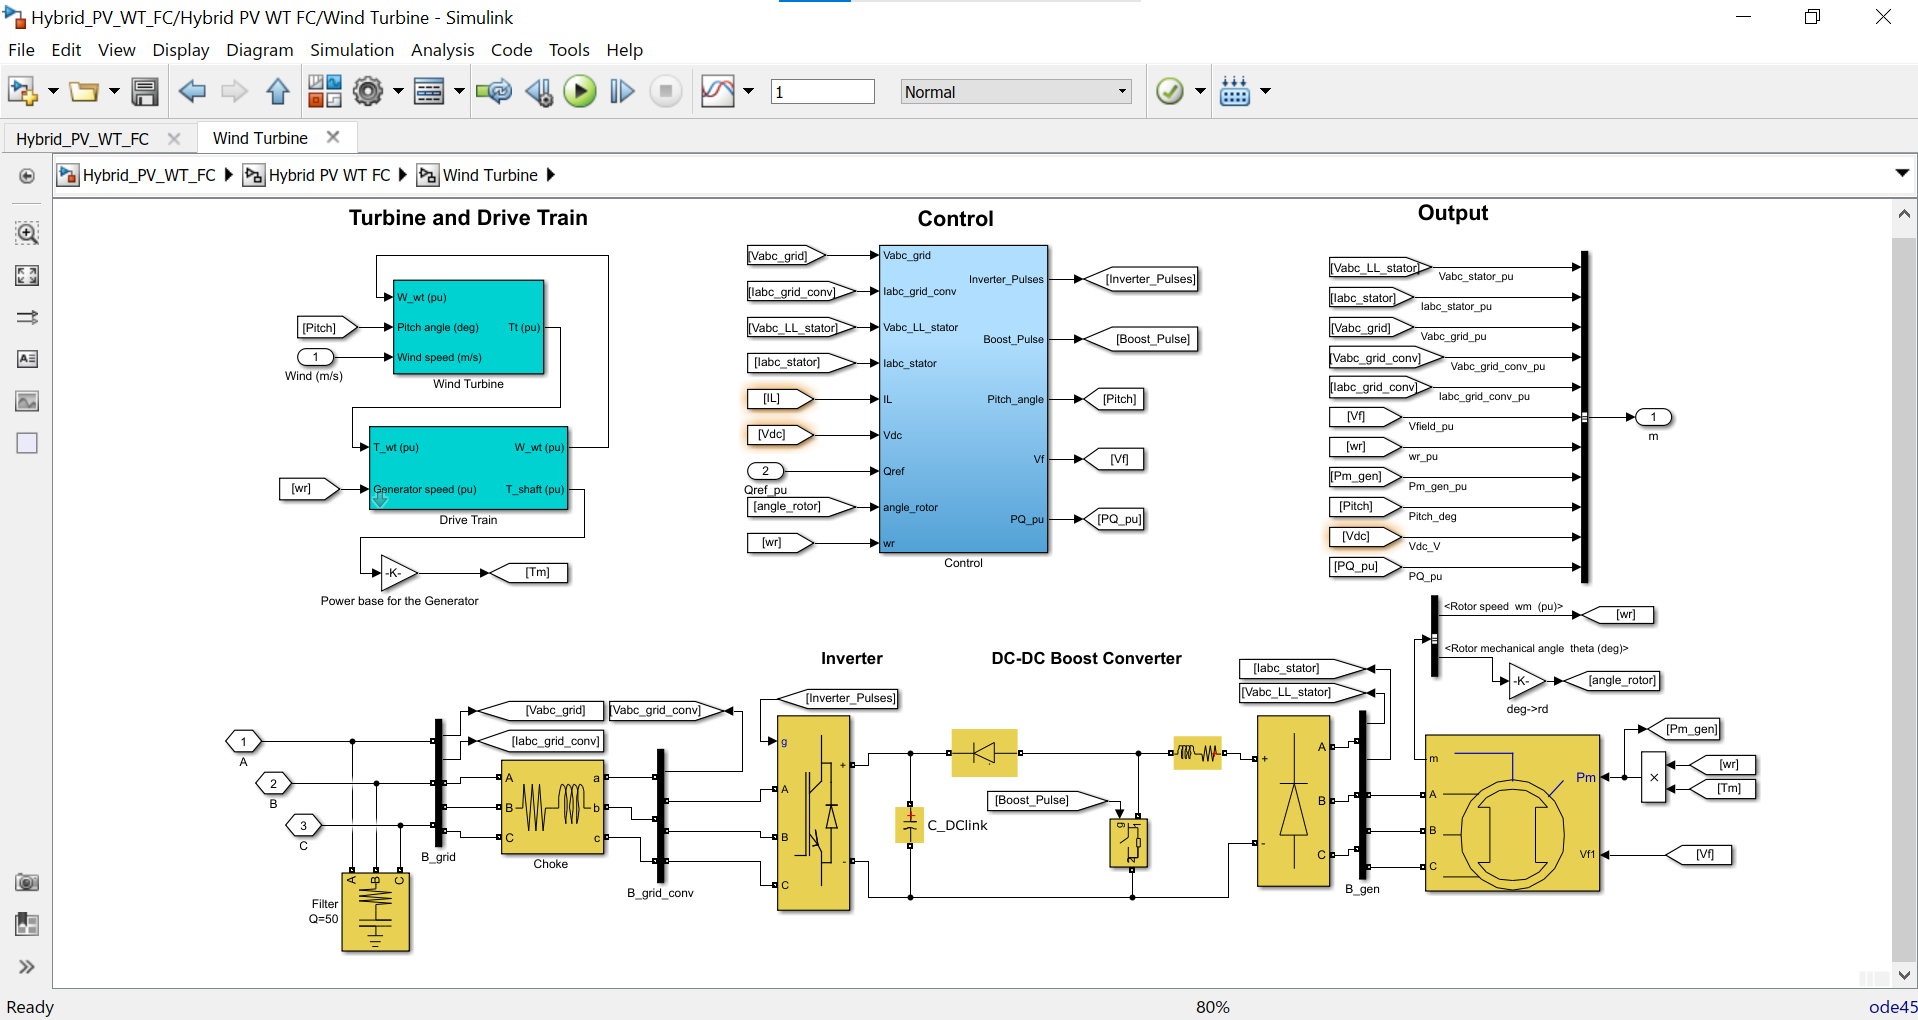 Hybrid_PV_WT_FC/Hybrid PV WT FC/Wind Turbine - Simulink
File Edit View Display Diagram Simulation Analysis Code Tools Help
1
Normal
Hybrid_PV_WT_FC
Wind Turbine
Hybrid_PV_WT_FC
Hybrid PV WT FC
Wind Turbine
Turbine and Drive Train
W_wt (pu)
[Pitch]
Pitch angle (deg)
Tt (pu)
1
Wind speed (m/s)
Wind (m/s)
Wind Turbine
T_wt (pu)
W_wt (pu)
[wr]
Generator speed (pu)
T_shaft (pu)
Drive Train
-K-
[Tm]
Power base for the Generator
Control
[Vabc_grid]
Vabc_grid
Inverter_Pulses
[Inverter_Pulses]
[Iabc_grid_conv]
Iabc_grid_conv
[Vabc_LL_stator]
Vabc_LL_stator
Boost_Pulse
[Boost_Pulse]
[Iabc_stator]
Iabc_stator
[IL]
IL
Pitch_angle
[Pitch]
[Vdc]
Vdc
Vf
[Vf]
2
Qref
Qref_pu
[angle_rotor]
angle_rotor
PQ_pu
[PQ_pu]
[wr]
wr
Control
Output
[Vabc_LL_stator]
Vabc_stator_pu
[Iabc_stator]
Iabc_stator_pu
[Vabc_grid]
Vabc_grid_pu
[Vabc_grid_conv]
Vabc_grid_conv_pu
[Iabc_grid_conv]
Iabc_grid_conv_pu
[Vf]
Vfield_pu
1
m
[wr]
wr_pu
[Pm_gen]
Pm_gen_pu
[Pitch]
Pitch_deg
[Vdc]
Vdc_V
[PQ_pu]
PQ_pu
<Rotor speed wm (pu)>
[wr]
<Rotor mechanical angle theta (deg)>
-K-
[angle_rotor]
deg->rd
Inverter
DC-DC Boost Converter
[Iabc_stator]
[Vabc_LL_stator]
[Inverter_Pulses]
[Vabc_grid]
[Vabc_grid_conv]
[Iabc_grid_conv]
1
A
2
B
3
C
B_grid
A
B
C
a
b
c
Choke
B_grid_conv
A
B
C
Filter
Q=50
g
A
B
C
+
-
C_DClink
[Boost_Pulse]
g
1
2
+
-
A
B
C
B_gen
m
A
B
C
Pm
Vf1
[Pm_gen]
×
[wr]
[Tm]
[Vf]
Ready
80%
ode45